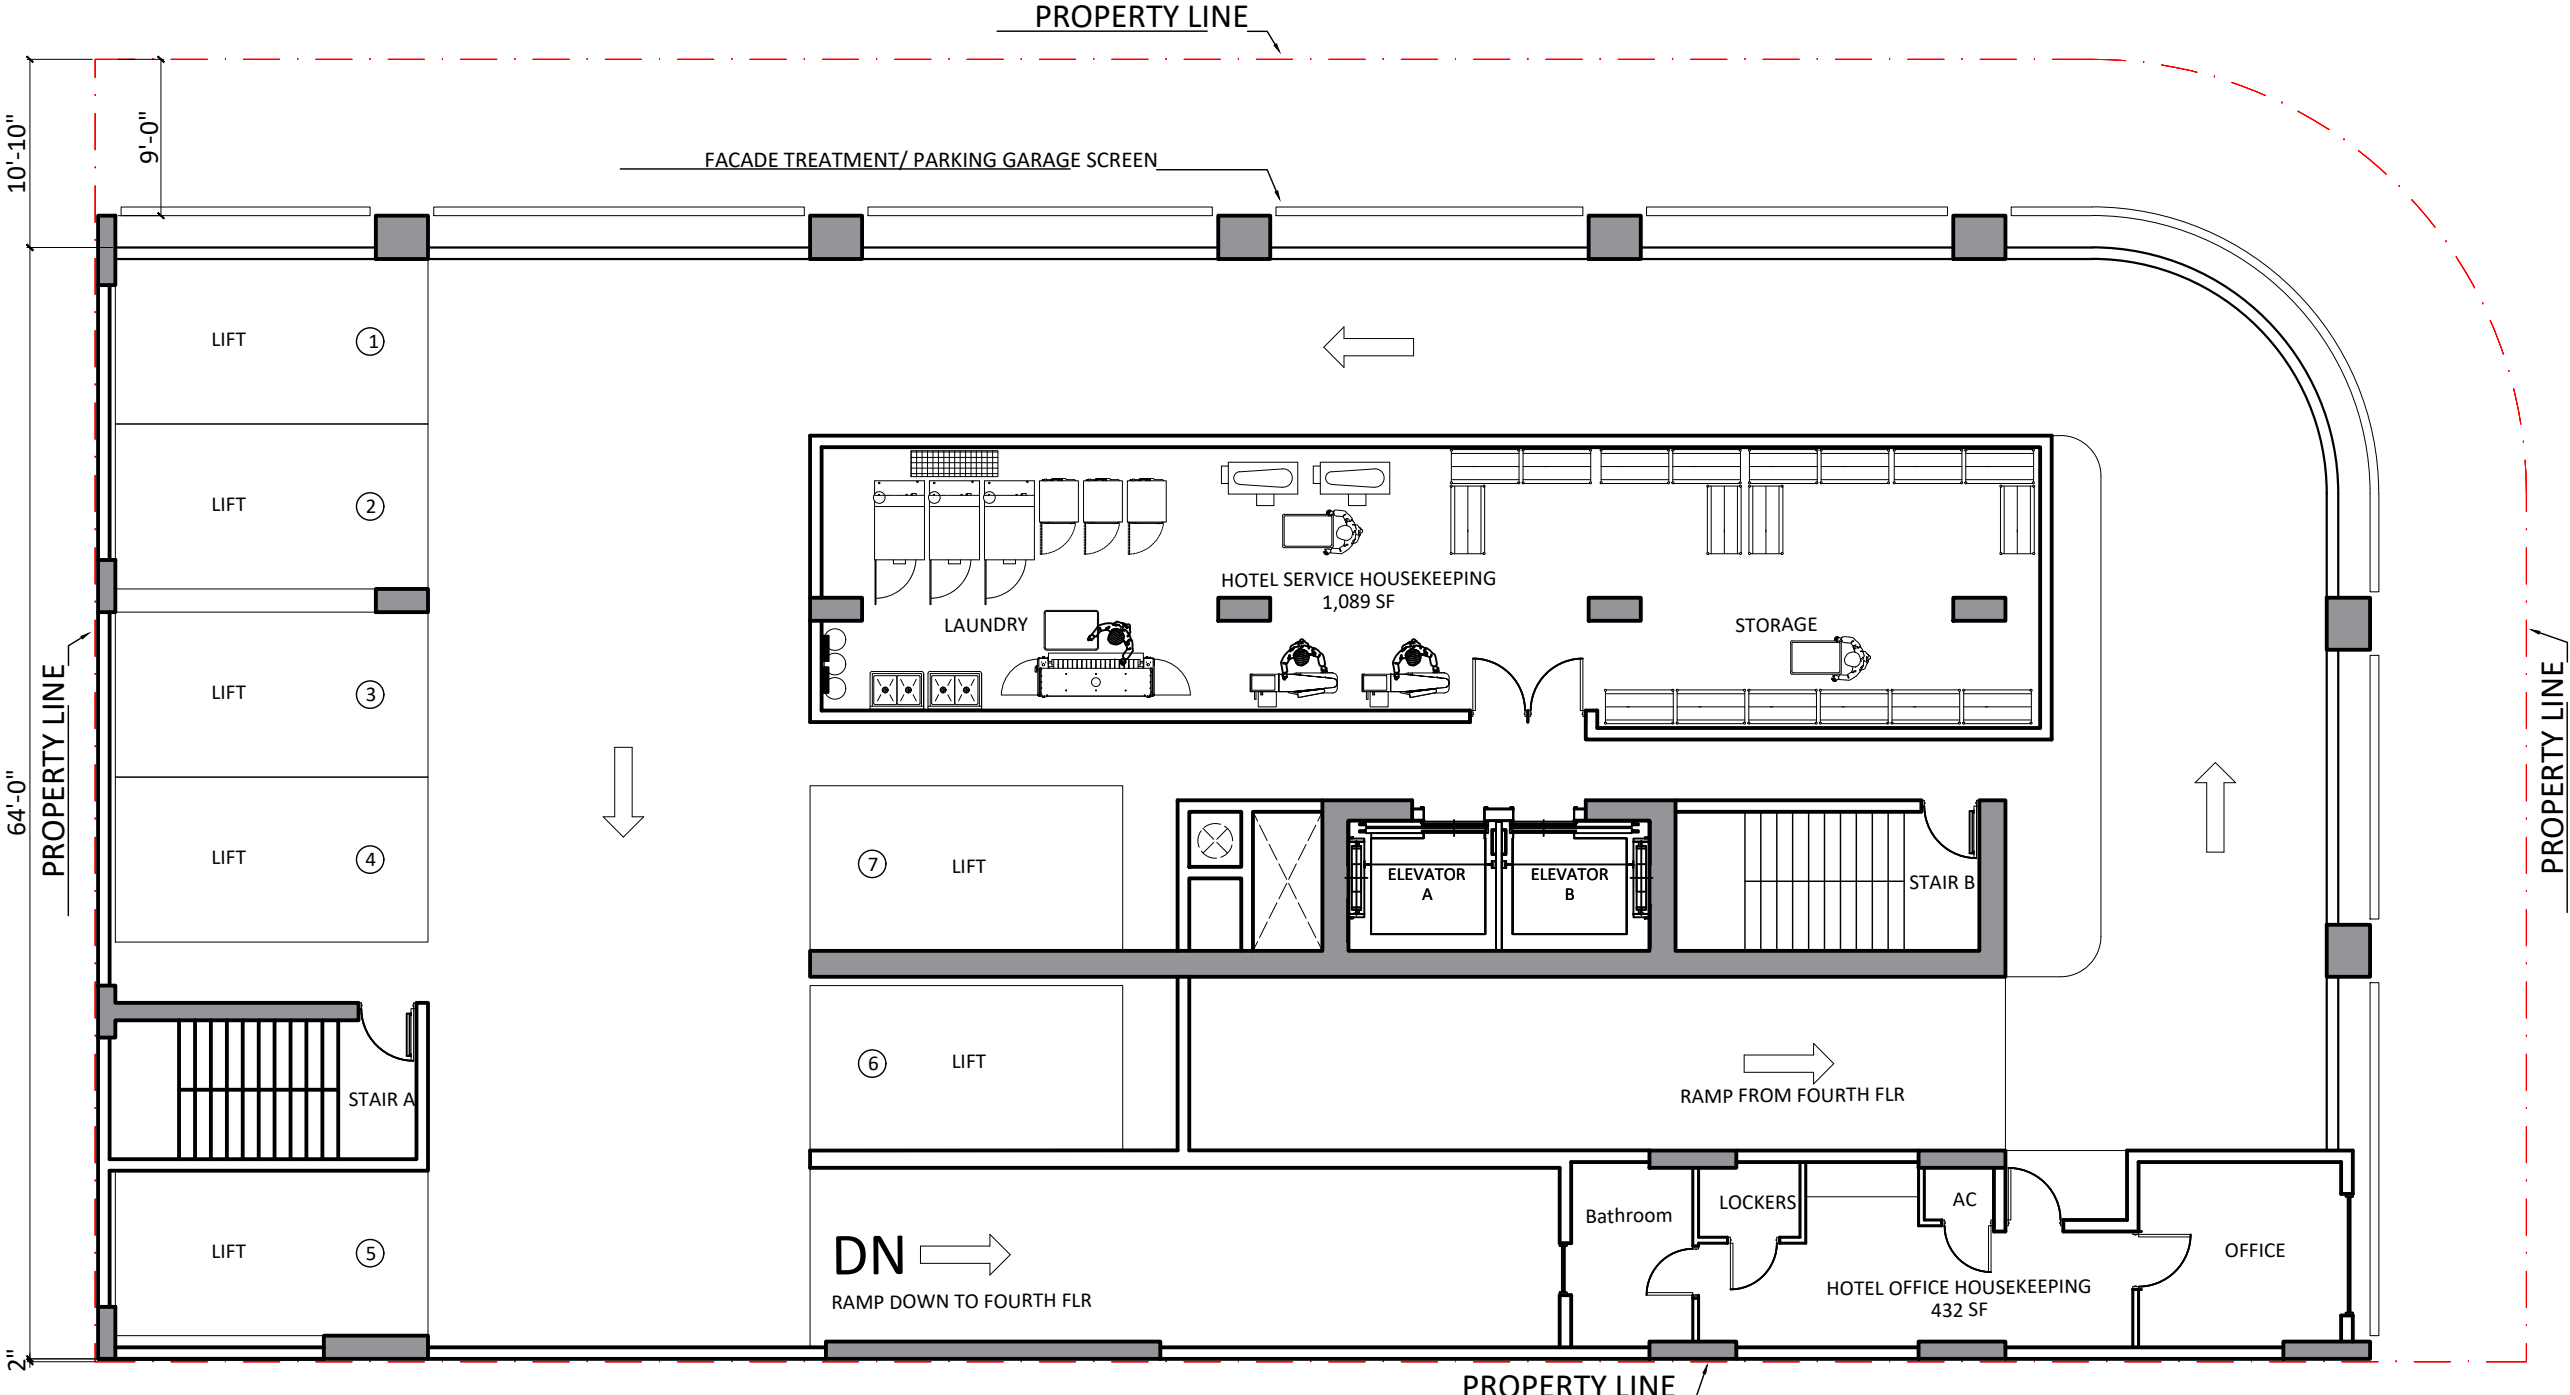 PROPERTY LINE
10'-10"
9'-0"
FACADE TREATMENT/ PARKING GARAGE SCREEN
LIFT 1
LIFT 2
HOTEL SERVICE HOUSEKEEPING
1,089 SF
LAUNDRY
STORAGE
LIFT 3
PROPERTY LINE
64'-0"
PROPERTY LINE
LIFT 4
7 LIFT
ELEVATOR
A
ELEVATOR
B
STAIR B
6 LIFT
RAMP FROM FOURTH FLR
STAIR A
Bathroom
LOCKERS
AC
LIFT 5
DN
RAMP DOWN TO FOURTH FLR
HOTEL OFFICE HOUSEKEEPING
432 SF
OFFICE
2"
PROPERTY LINE